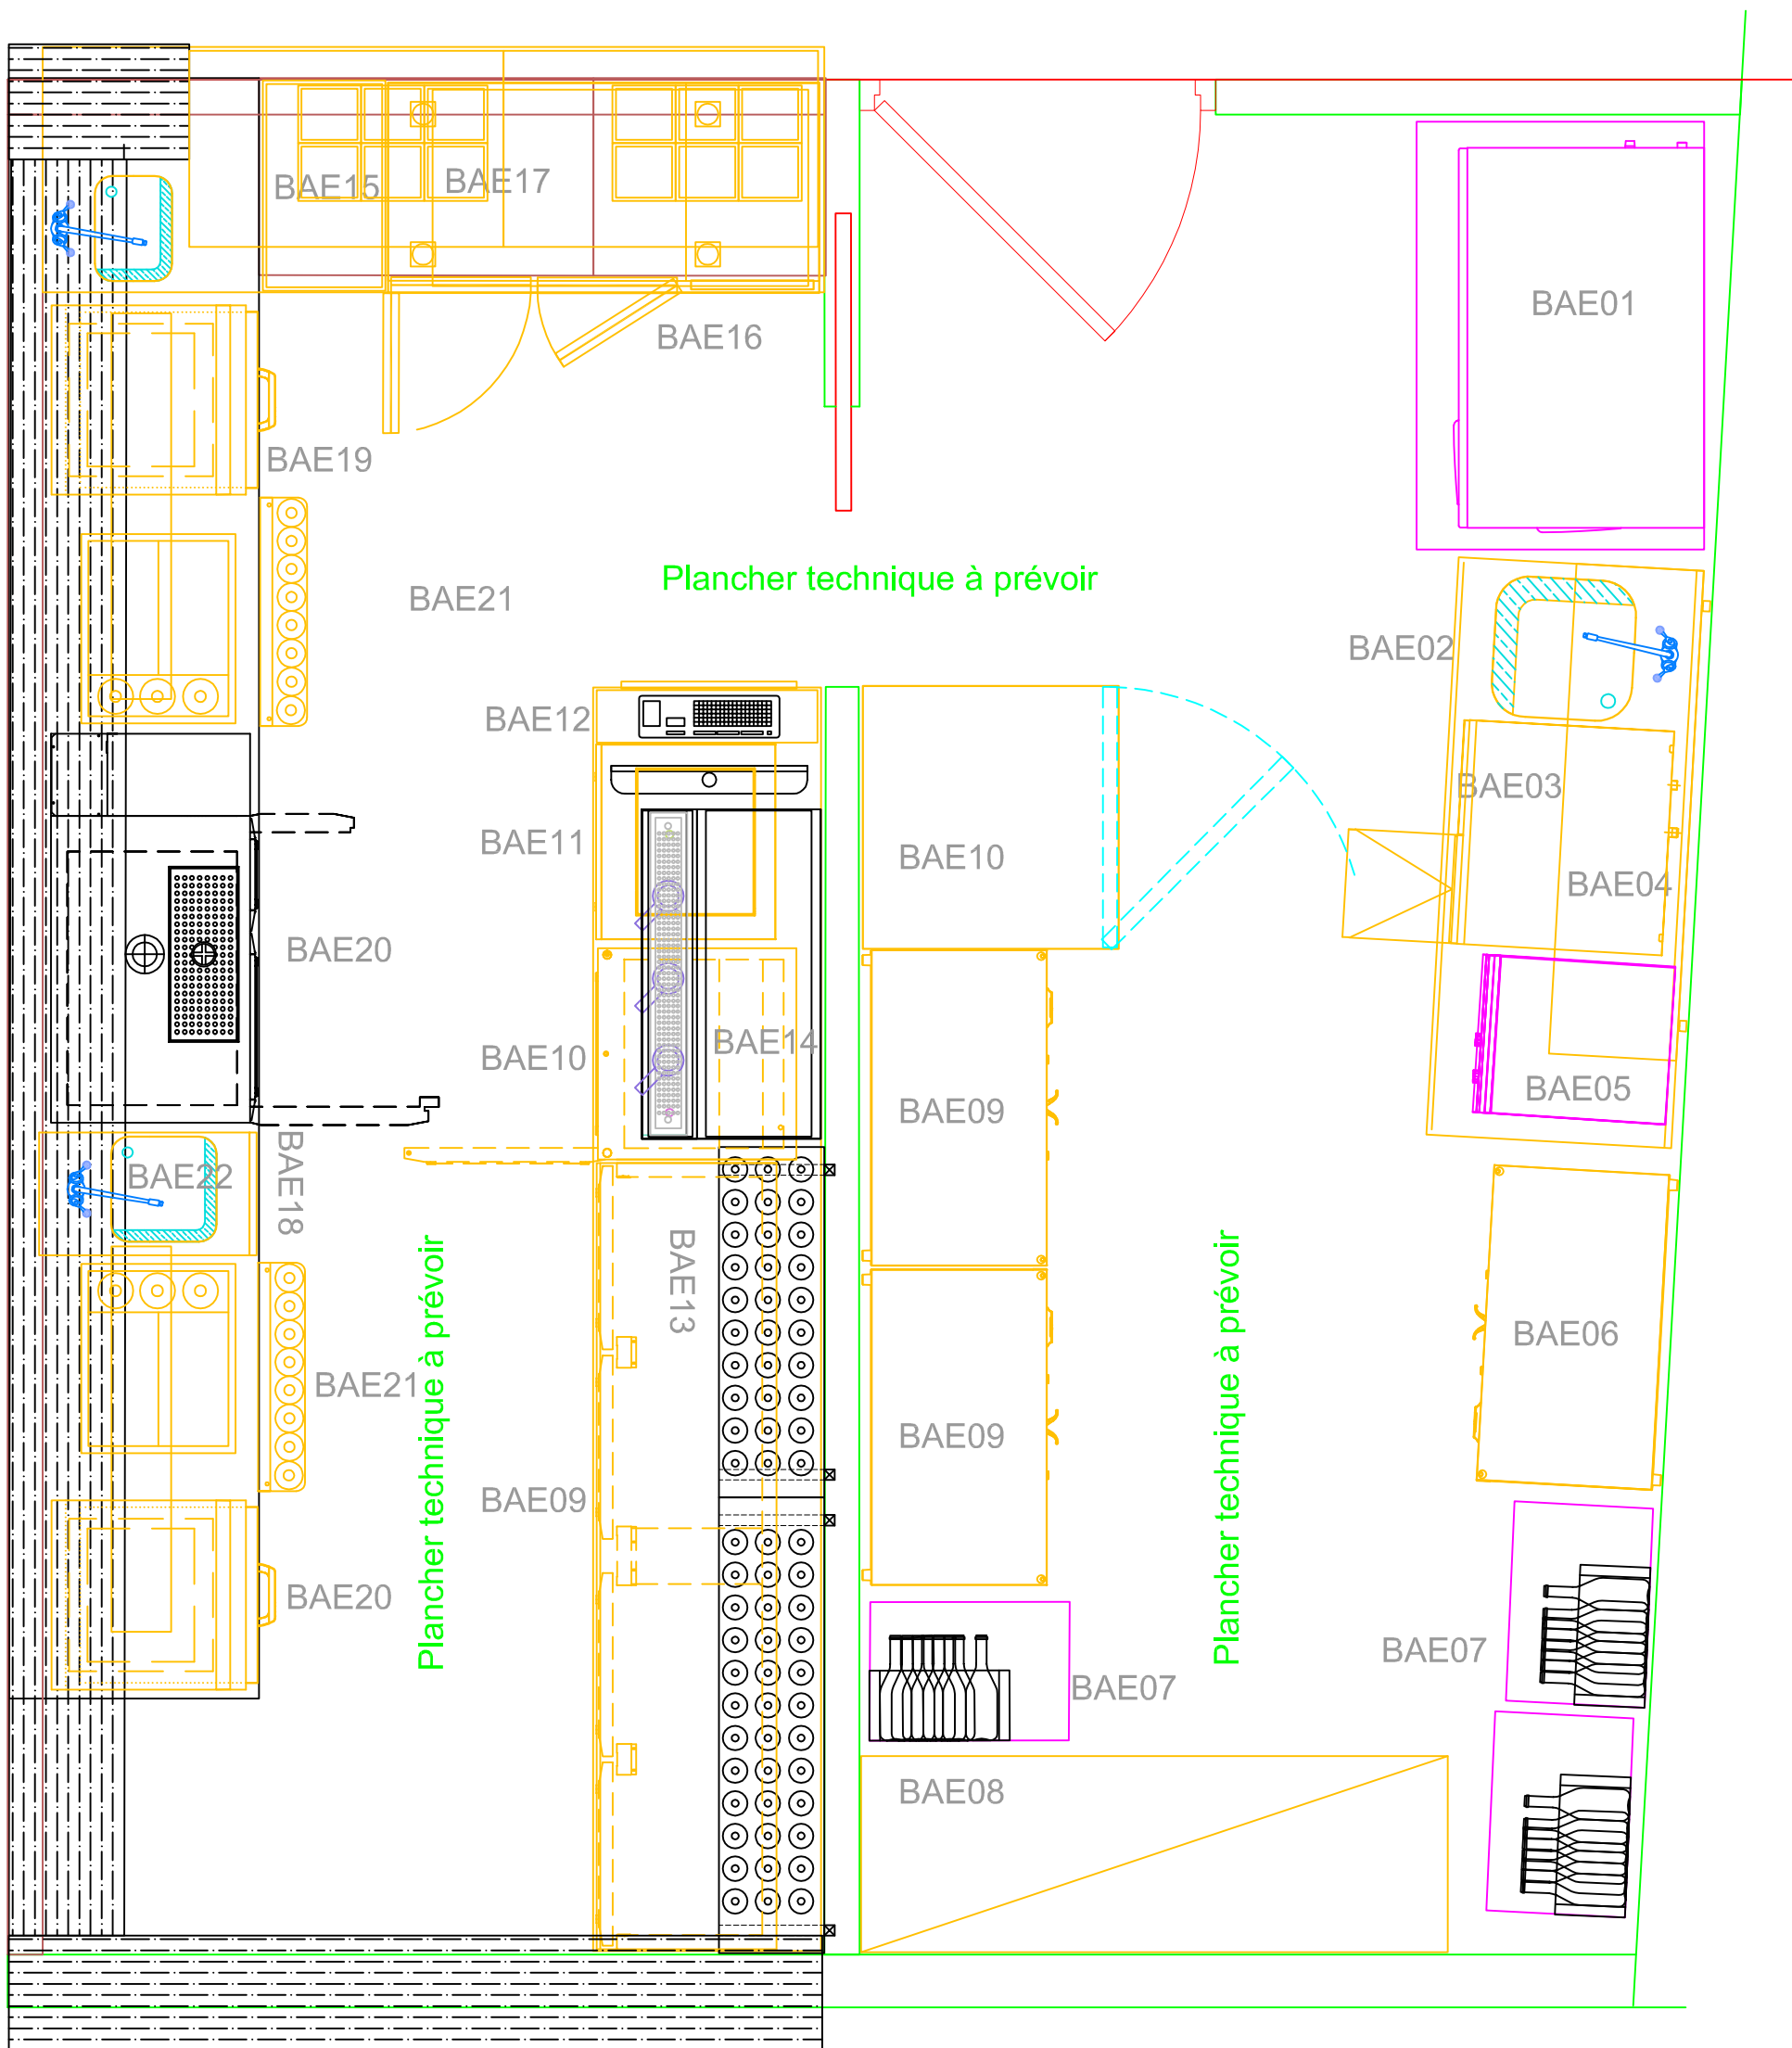 BAE15
BAE17
BAE01
BAE16
BAE19
Plancher technique à prévoir
BAE21
BAE02
BAE12
BAE03
BAE11
BAE10
BAE04
BAE20
BAE10
BAE14
BAE05
BAE09
BAE22
BAE18
BAE13
Plancher technique à prévoir
Plancher technique à prévoir
BAE06
BAE21
BAE09
BAE09
BAE20
BAE07
BAE07
BAE08